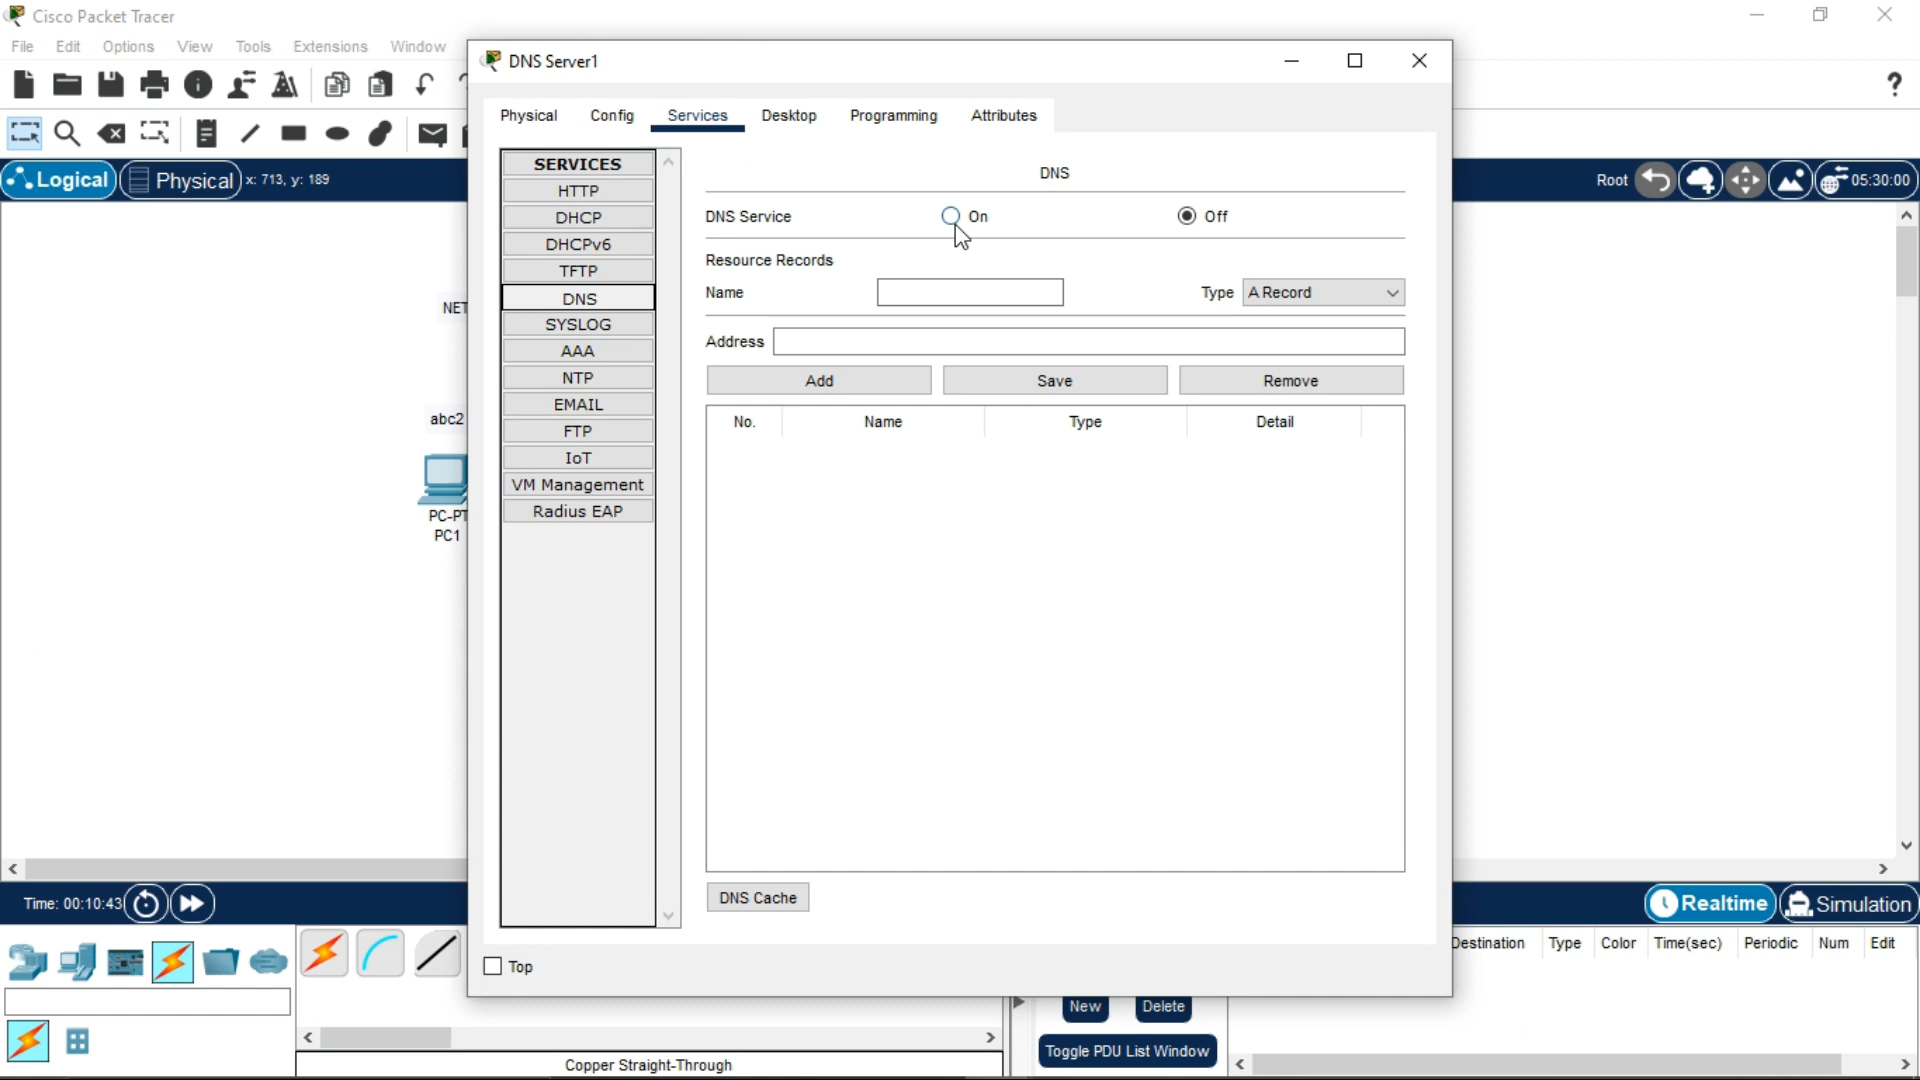 Cisco Packet Tracer
File Edit Options View Tools Extensions Window
DNS Server1
Physical Config Services Desktop Programming Attributes
Logical Physical x: 713, y: 189
Root 05:30:00
SERVICES
HTTP
DHCP
DHCPv6
TFTP
DNS
SYSLOG
AAA
NTP
EMAIL
FTP
IoT
VM Management
Radius EAP
DNS
DNS Service On Off
Resource Records
Name Type A Record
Address
Add Save Remove
No. Name Type Detail
DNS Cache
Top
NET
abc2
PC-PT
PC1
Time: 00:10:43
Realtime Simulation
Destination Type Color Time(sec) Periodic Num Edit
New Delete
Toggle PDU List Window
Copper Straight-Through